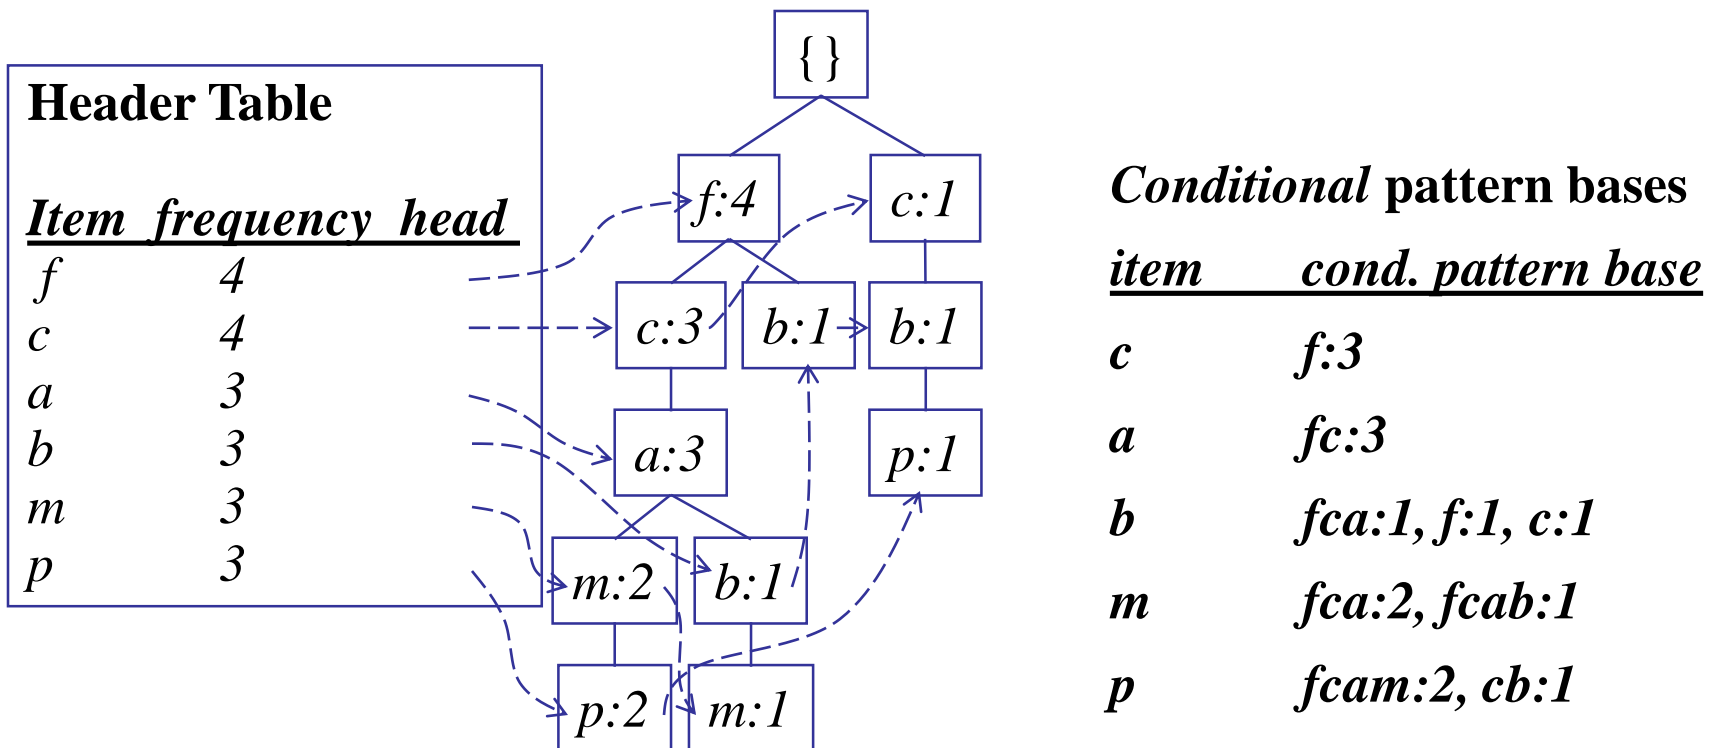 Header Table
Item frequency head
f 4
c 4
a 3
b 3
m 3
p 3
{}
f:4 c:1
c:3 b:1 b:1
a:3 p:1
m:2 b:1
p:2 m:1
Conditional pattern bases
item cond. pattern base
c f:3
a fc:3
b fca:1, f:1, c:1
m fca:2, fcab:1
p fcam:2, cb:1